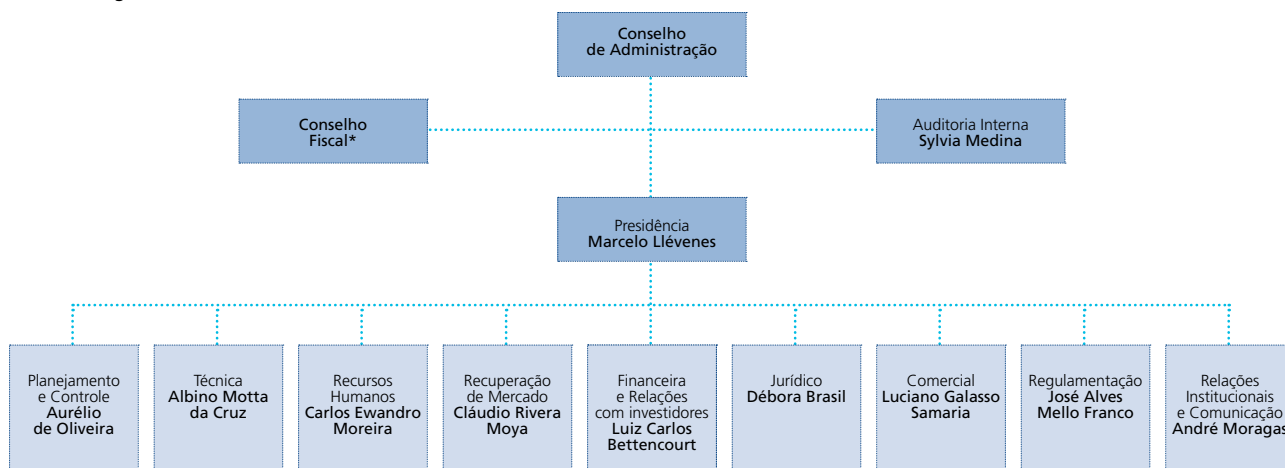 Conselho
de Administração
Conselho
Fiscal*
Auditoria Interna
Sylvia Medina
Presidência
Marcelo Llévenes
Planejamento
e Controle
Aurélio
de Oliveira
Técnica
Albino Motta
da Cruz
Recursos
Humanos
Carlos Ewandro
Moreira
Recuperação
de Mercado
Cláudio Rivera
Moya
Financeira
e Relações
com investidores
Luiz Carlos
Bettencourt
Jurídico
Débora Brasil
Comercial
Luciano Galasso
Samaria
Regulamentação
José Alves
Mello Franco
Relações
Institucionais
e Comunicação
André Moragas